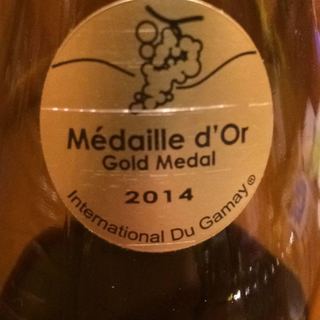 Médaille d'Or
Gold Medal
2014
International Du Gamay®